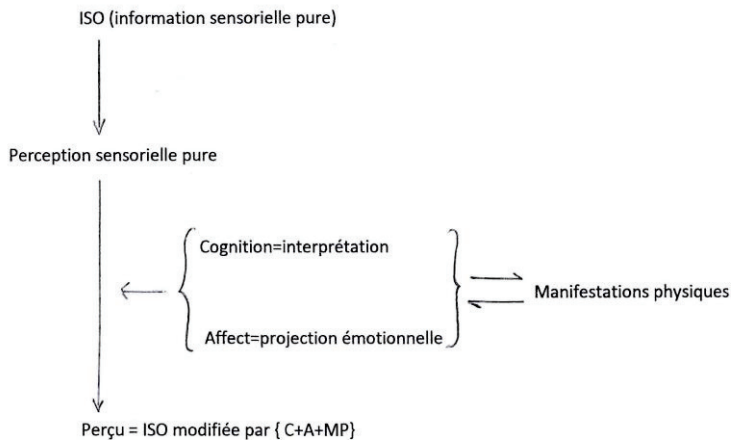 ISO (information sensorielle pure)
Perception sensorielle pure
Cognition=interprétation
Manifestations physiques
Affect=projection émotionnelle
Perçu = ISO modifiée par { C+A+MP}